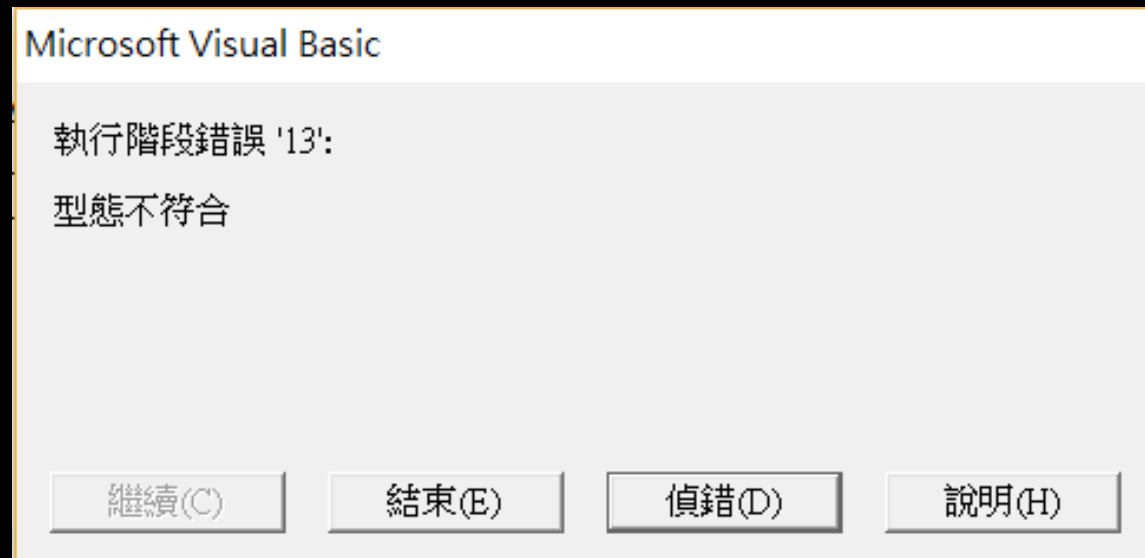 Microsoft Visual Basic
執行階段錯誤 '13':
型態不符合
繼續(C) 結束(E) 偵錯(D) 說明(H)